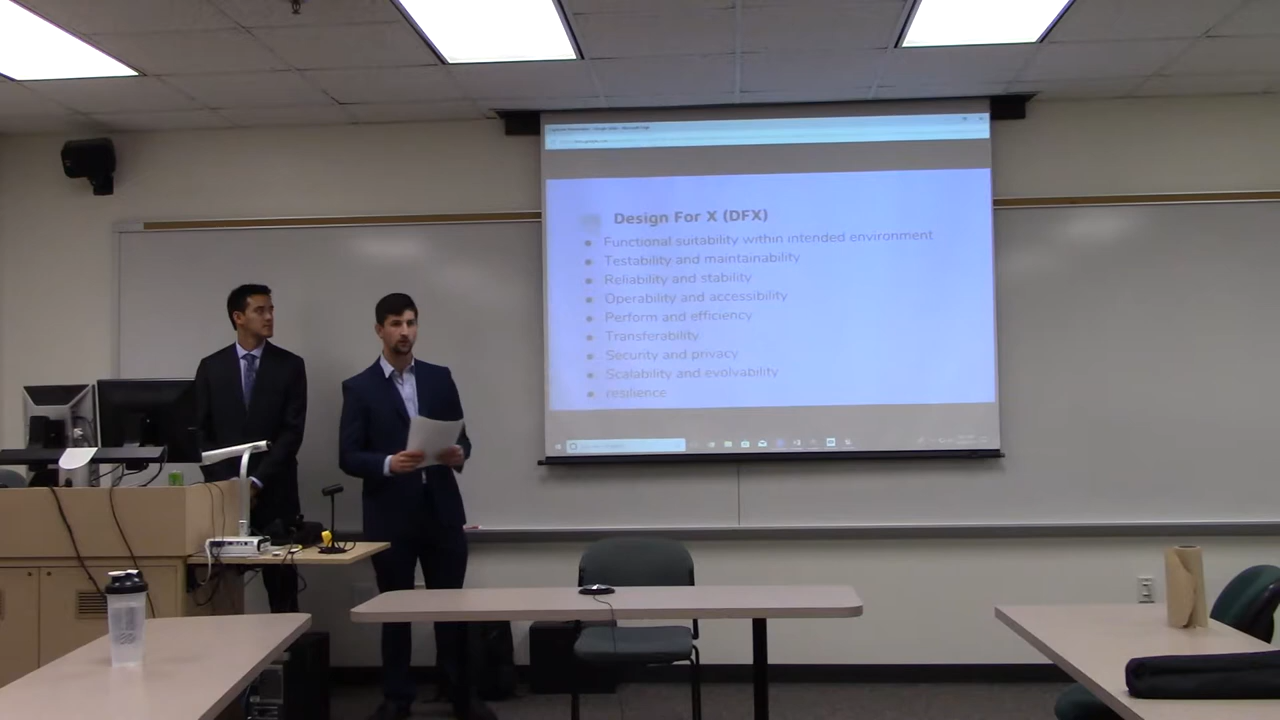 Design For X (DFX)
Functional suitability within intended environment
Testability and maintainability
Reliability and stability
Operability and accessibility
Perform and efficiency
Transferability
Security and privacy
Scalability and evolvability
resilience